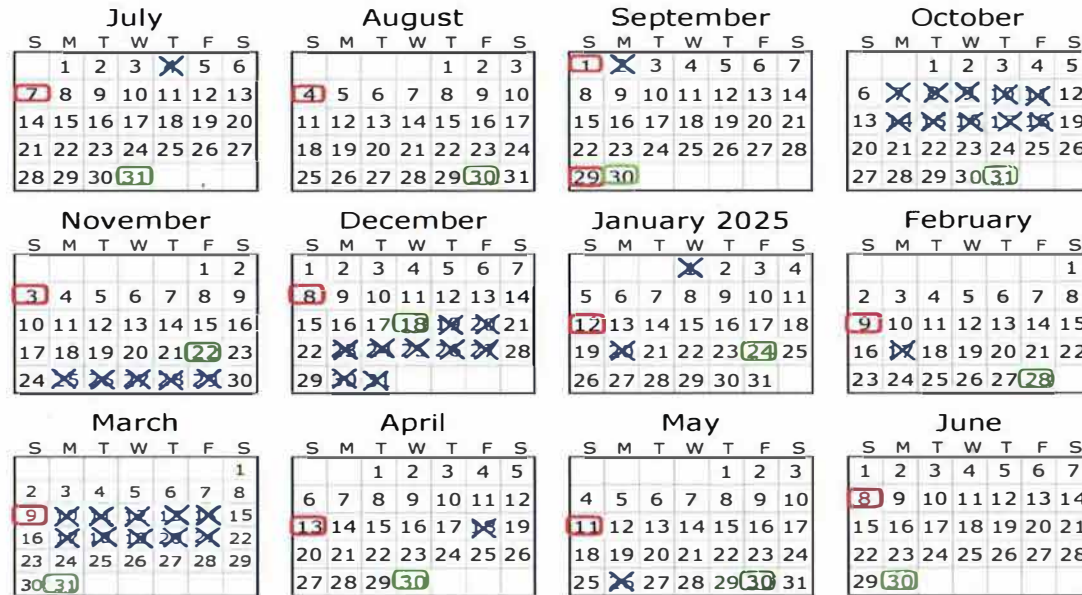 July
S M T W T F S
1 2 3 4 5 6
7 8 9 10 11 12 13
14 15 16 17 18 19 20
21 22 23 24 25 26 27
28 29 30 31
August
S M T W T F S
1 2 3
4 5 6 7 8 9 10
11 12 13 14 15 16 17
18 19 20 21 22 23 24
25 26 27 28 29 30 31
September
S M T W T F S
1 2 3 4 5 6 7
8 9 10 11 12 13 14
15 16 17 18 19 20 21
22 23 24 25 26 27 28
29 30
October
S M T W T F S
1 2 3 4 5
6 7 8 9 10 11 12
13 14 15 16 17 18 19
20 21 22 23 24 25 26
27 28 29 30 31
November
S M T W T F S
1 2
3 4 5 6 7 8 9
10 11 12 13 14 15 16
17 18 19 20 21 22 23
24 25 26 27 28 29 30
December
S M T W T F S
1 2 3 4 5 6 7
8 9 10 11 12 13 14
15 16 17 18 19 20 21
22 23 24 25 26 27 28
29 30 31
January 2025
S M T W T F S
1 2 3 4
5 6 7 8 9 10 11
12 13 14 15 16 17 18
19 20 21 22 23 24 25
26 27 28 29 30 31
February
S M T W T F S
1
2 3 4 5 6 7 8
9 10 11 12 13 14 15
16 17 18 19 20 21 22
23 24 25 26 27 28
March
S M T W T F S
1
2 3 4 5 6 7 8
9 10 11 12 13 14 15
16 17 18 19 20 21 22
23 24 25 26 27 28 29
30 31
April
S M T W T F S
1 2 3 4 5
6 7 8 9 10 11 12
13 14 15 16 17 18 19
20 21 22 23 24 25 26
27 28 29 30
May
S M T W T F S
1 2 3
4 5 6 7 8 9 10
11 12 13 14 15 16 17
18 19 20 21 22 23 24
25 26 27 28 29 30 31
June
S M T W T F S
1 2 3 4 5 6 7
8 9 10 11 12 13 14
15 16 17 18 19 20 21
22 23 24 25 26 27 28
29 30